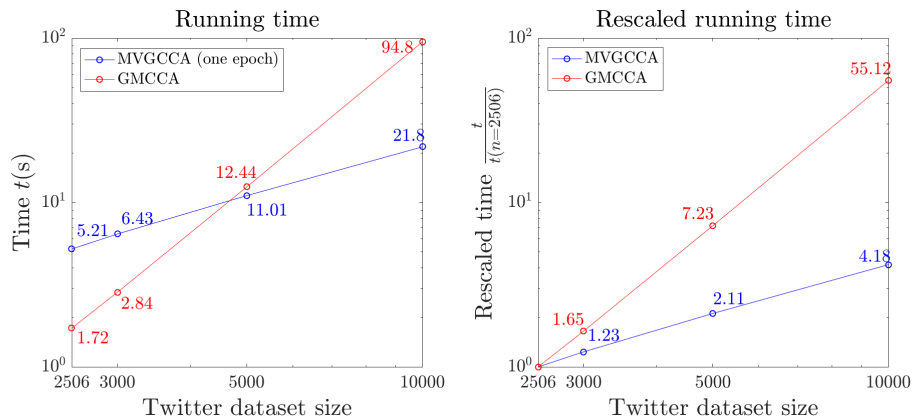 Running time
MVGCCA (one epoch)
GMCCA
94.8
21.8
12.44
11.01
5.21
6.43
2.84
1.72
10^2
10^1
10^0
Time t(s)
2506 3000 5000 10000
Twitter dataset size
Rescaled running time
MVGCCA
GMCCA
55.12
7.23
4.18
2.11
1.65
1.23
10^2
10^1
10^0
Rescaled time t/t(n=2506)
2506 3000 5000 10000
Twitter dataset size